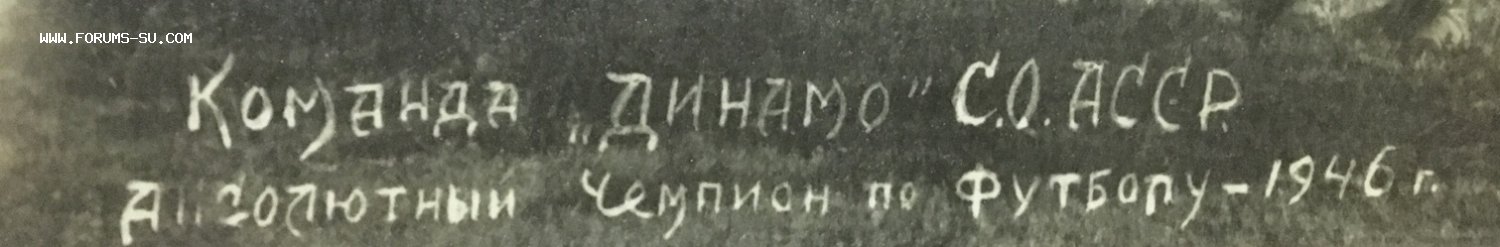 WWW.FORUMS-SU.COM
Команда „ДИНАМО" С.О. АССР.
Абсолютный Чемпион по Футболу – 1946 г.